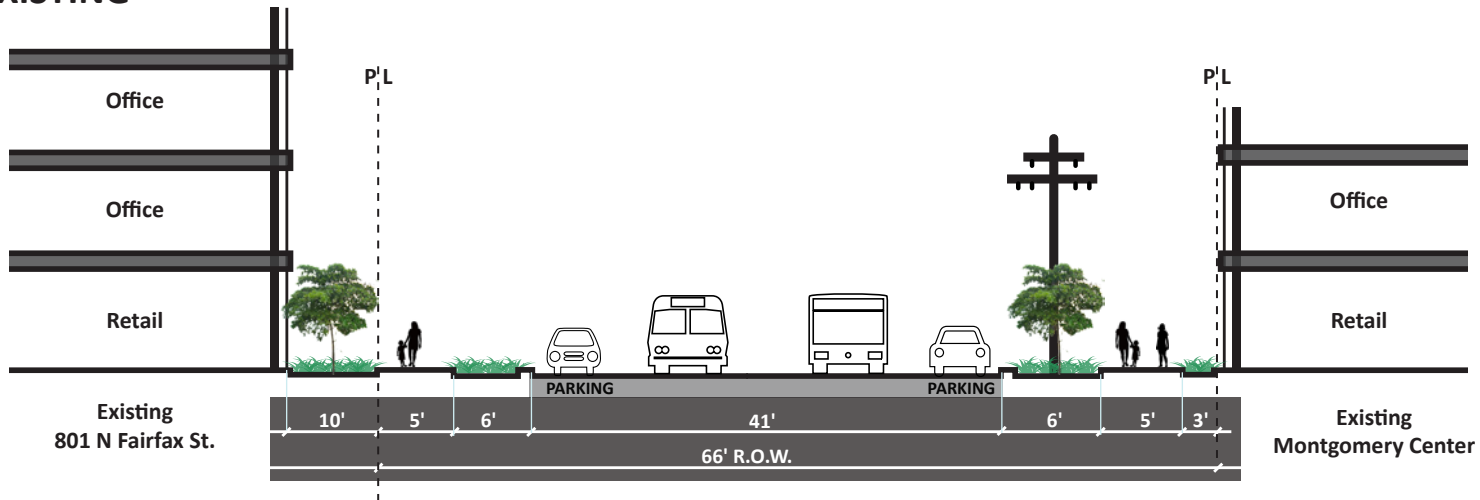 EXISTING
P L
P L
Office
Office
Retail
Office
Retail
PARKING
PARKING
10'
5'
6'
41'
6'
5'
3'
66' R.O.W.
Existing
801 N Fairfax St.
Existing
Montgomery Center